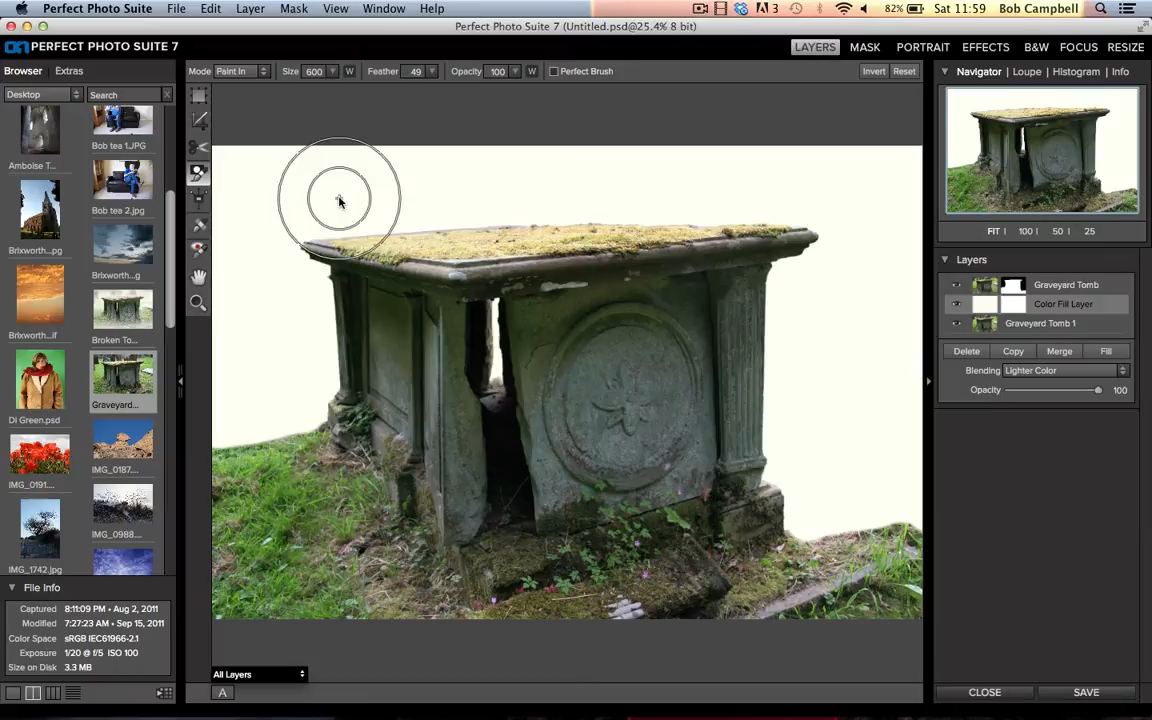 Perfect Photo Suite File Edit Layer Mask View Window Help 3 82% Sat 11:59 Bob Campbell
Perfect Photo Suite 7 (Untitled.psd@25.4% 8 bit)
on PERFECT PHOTO SUITE 7 LAYERS MASK PORTRAIT EFFECTS B&W FOCUS RESIZE
Browser Extras Mode Paint In Size 600 W Feather 49 Opacity 100 W Perfect Brush Invert Reset Navigator Loupe Histogram Info
Desktop Search X
Bob tea 1.JPG
Amboise T...
Bob tea 2.jpg
Brixworth...pg
Brixworth...g
FIT 100 50 25
Layers
Graveyard Tomb
Color Fill Layer
Graveyard Tomb 1
Brixworth...if
Broken To...
Delete Copy Merge Fill
Blending Lighter Color
Opacity 100
DI Green.psd
Graveyard...
IMG_0187...
IMG_0191...
IMG_0988...
IMG_1742.jpg
File Info
Captured 8:11:09 PM • Aug 2, 2011
Modified 7:27:23 AM • Sep 15, 2011
Color Space sRGB IEC61966-2.1
Exposure 1/20 @ f/5 ISO 100
Size on Disk 3.3 MB
All Layers
A
CLOSE SAVE